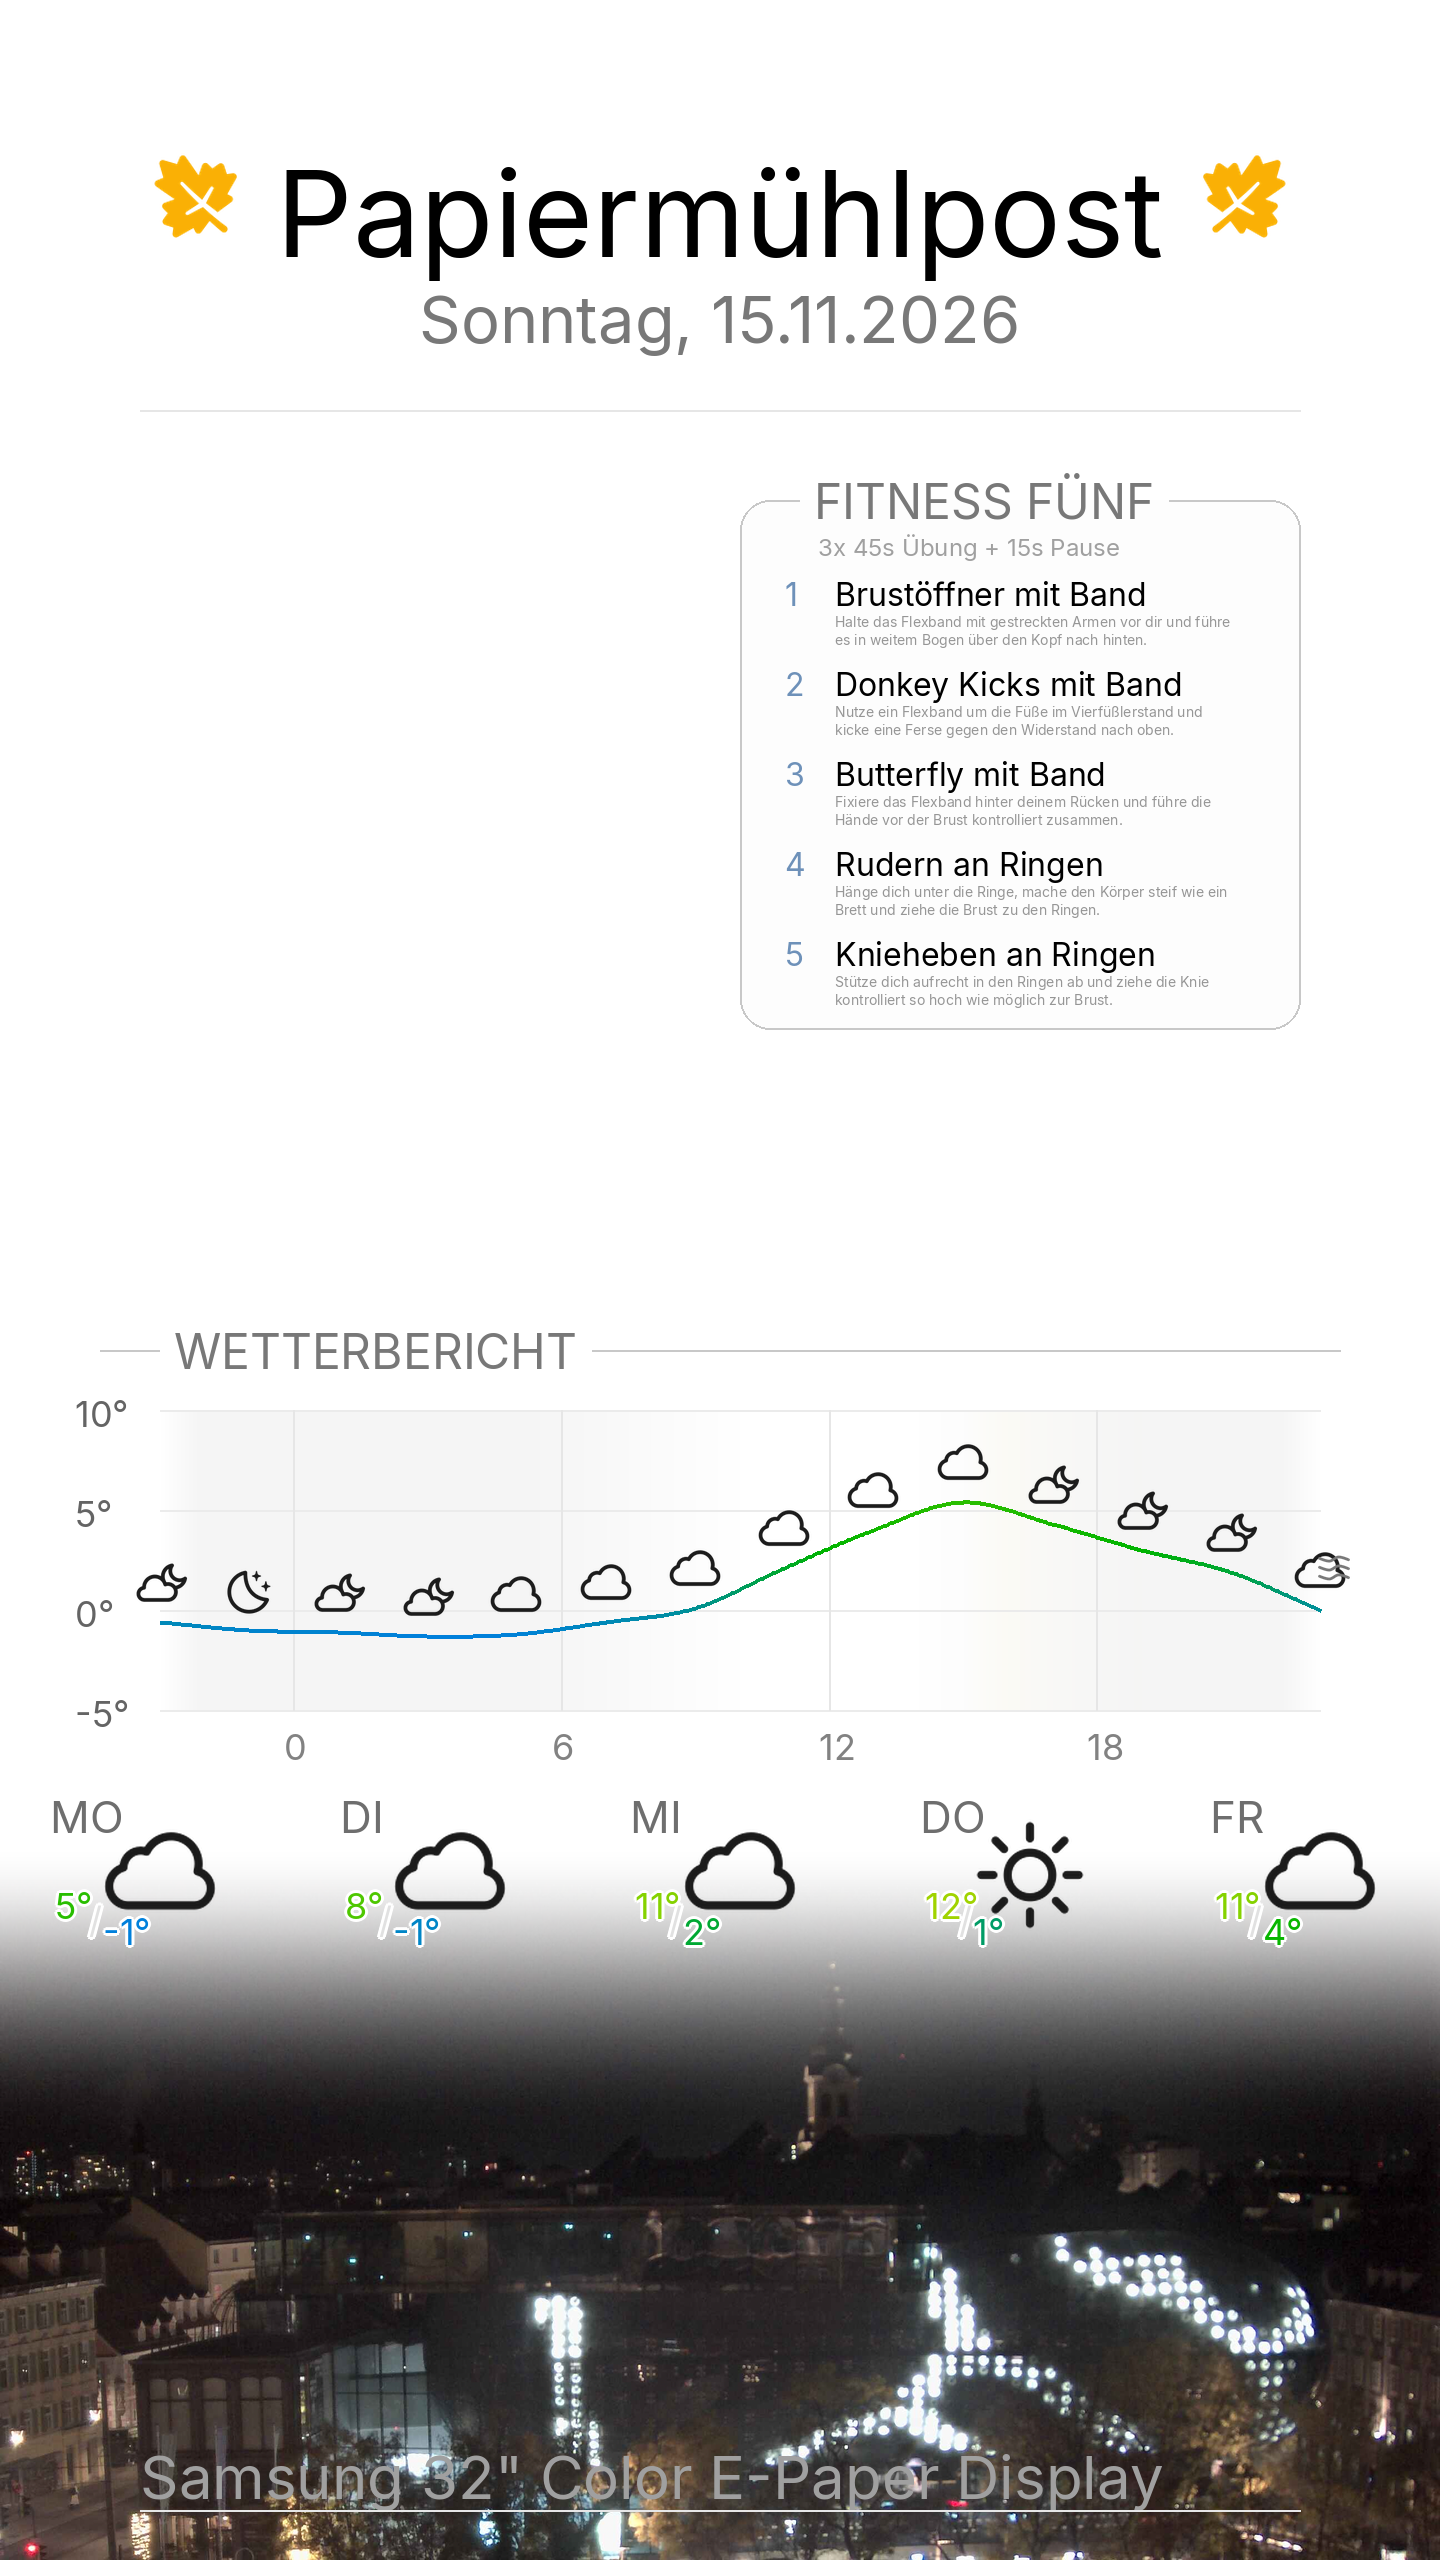 Papiermühlpost
Sonntag, 15.11.2026
FITNESS FÜNF
3x 45s Übung + 15s Pause
1 Brustöffner mit Band
Halte das Flexband mit gestreckten Armen vor dir und führe
es in weitem Bogen über den Kopf nach hinten.
2 Donkey Kicks mit Band
Nutze ein Flexband um die Füße im Vierfüßlerstand und
kicke eine Ferse gegen den Widerstand nach oben.
3 Butterfly mit Band
Fixiere das Flexband hinter deinem Rücken und führe die
Hände vor der Brust kontrolliert zusammen.
4 Rudern an Ringen
Hänge dich unter die Ringe, mache den Körper steif wie ein
Brett und ziehe die Brust zu den Ringen.
5 Knieheben an Ringen
Stütze dich aufrecht in den Ringen ab und ziehe die Knie
kontrolliert so hoch wie möglich zur Brust.
WETTERBERICHT
10°
5°
0°
-5°
0 6 12 18
MO DI MI DO FR
5°/-1° 8°/-1° 11°/2° 12°/1° 11°/4°
Samsung 32" Color E-Paper Display